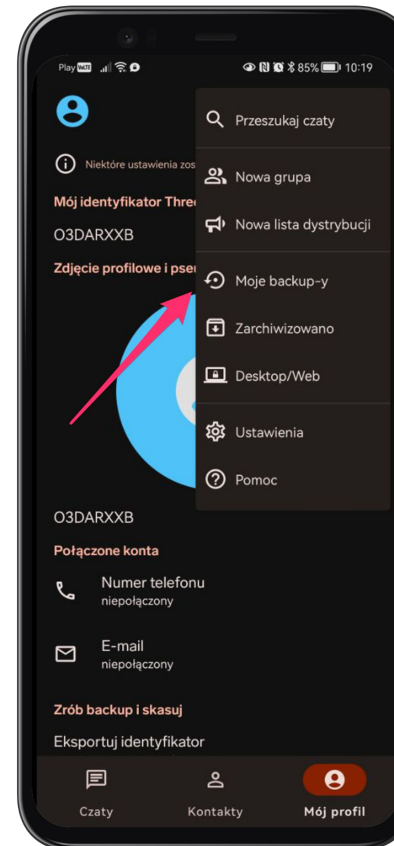 Play VoLTE 85% 10:19
Przeszukaj czaty
Niektóre ustawienia zos
Nowa grupa
Mój identyfikator Three
O3DARXXB
Nowa lista dystrybucji
Zdjęcie profilowe i pse
Moje backup-y
Zarchiwizowano
Desktop/Web
Ustawienia
Pomoc
O3DARXXB
Połączone konta
Numer telefonu
niepołączony
E-mail
niepołączony
Zrób backup i skasuj
Eksportuj identyfikator
Czaty Kontakty Mój profil